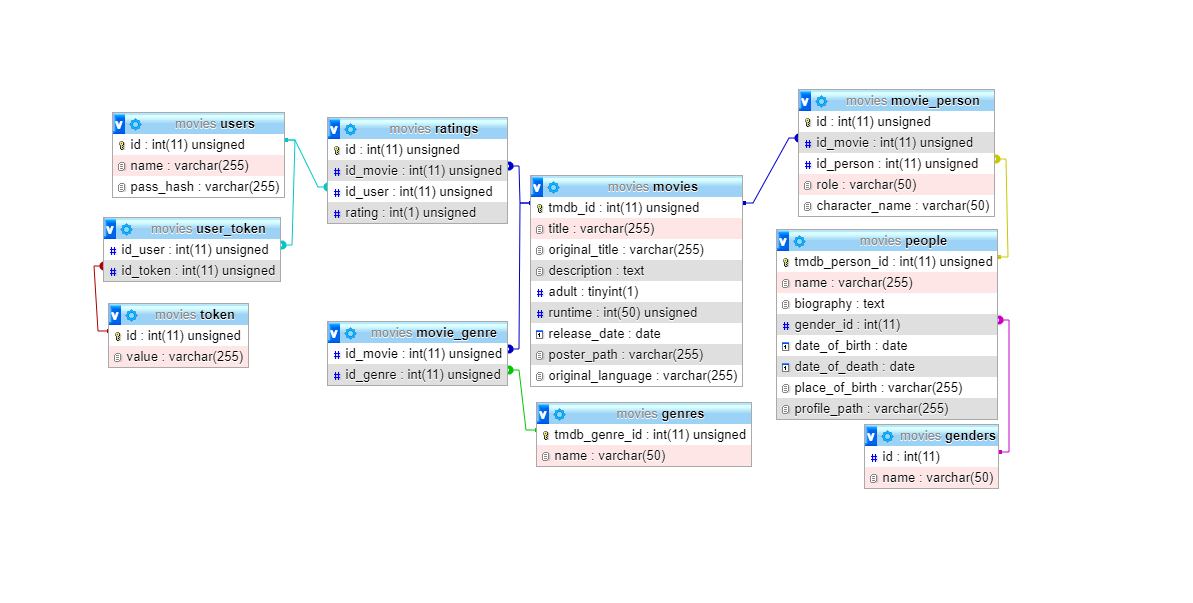 movies users
id : int(11) unsigned
name : varchar(255)
pass_hash : varchar(255)
movies user_token
id_user : int(11) unsigned
id_token : int(11) unsigned
movies token
id : int(11) unsigned
value : varchar(255)
movies ratings
id : int(11) unsigned
id_movie : int(11) unsigned
id_user : int(11) unsigned
rating : int(1) unsigned
movies movie_genre
id_movie : int(11) unsigned
id_genre : int(11) unsigned
movies movies
tmdb_id : int(11) unsigned
title : varchar(255)
original_title : varchar(255)
description : text
adult : tinyint(1)
runtime : int(50) unsigned
release_date : date
poster_path : varchar(255)
original_language : varchar(255)
movies genres
tmdb_genre_id : int(11) unsigned
name : varchar(50)
movies movie_person
id : int(11) unsigned
id_movie : int(11) unsigned
id_person : int(11) unsigned
role : varchar(50)
character_name : varchar(50)
movies people
tmdb_person_id : int(11) unsigned
name : varchar(255)
biography : text
gender_id : int(11)
date_of_birth : date
date_of_death : date
place_of_birth : varchar(255)
profile_path : varchar(255)
movies genders
id : int(11)
name : varchar(50)